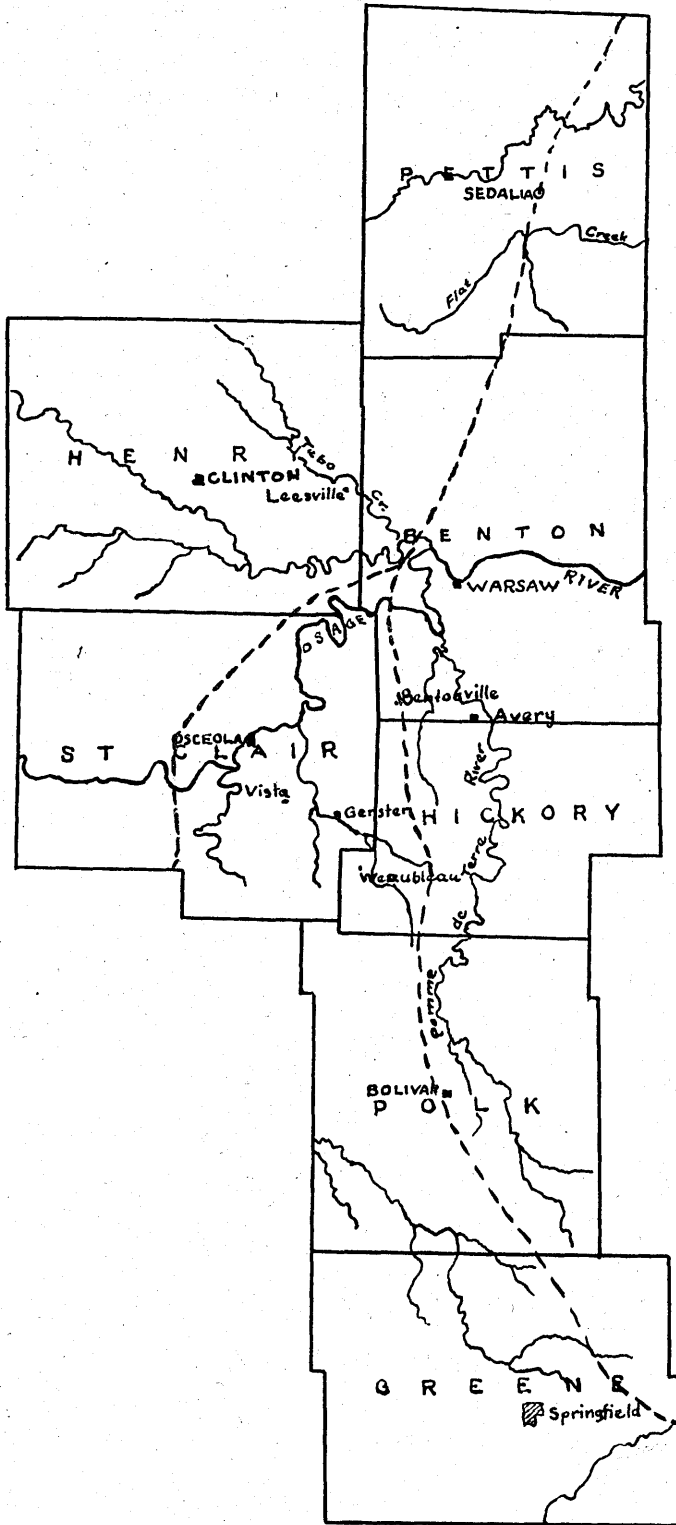 PETTIS
SEDALIA
Flat
Creek
HENRY
CLINTON
Leesville
Tebo
Cr.
BENTON
WARSAW
RIVER
OSAGE
Bentonville
Avery
ST CLAIR
OSCEOLA
Vista
Gerster
HICKORY
Weaubleau
Pomme de Terre River
BOLIVAR
POLK
GREENE
Springfield